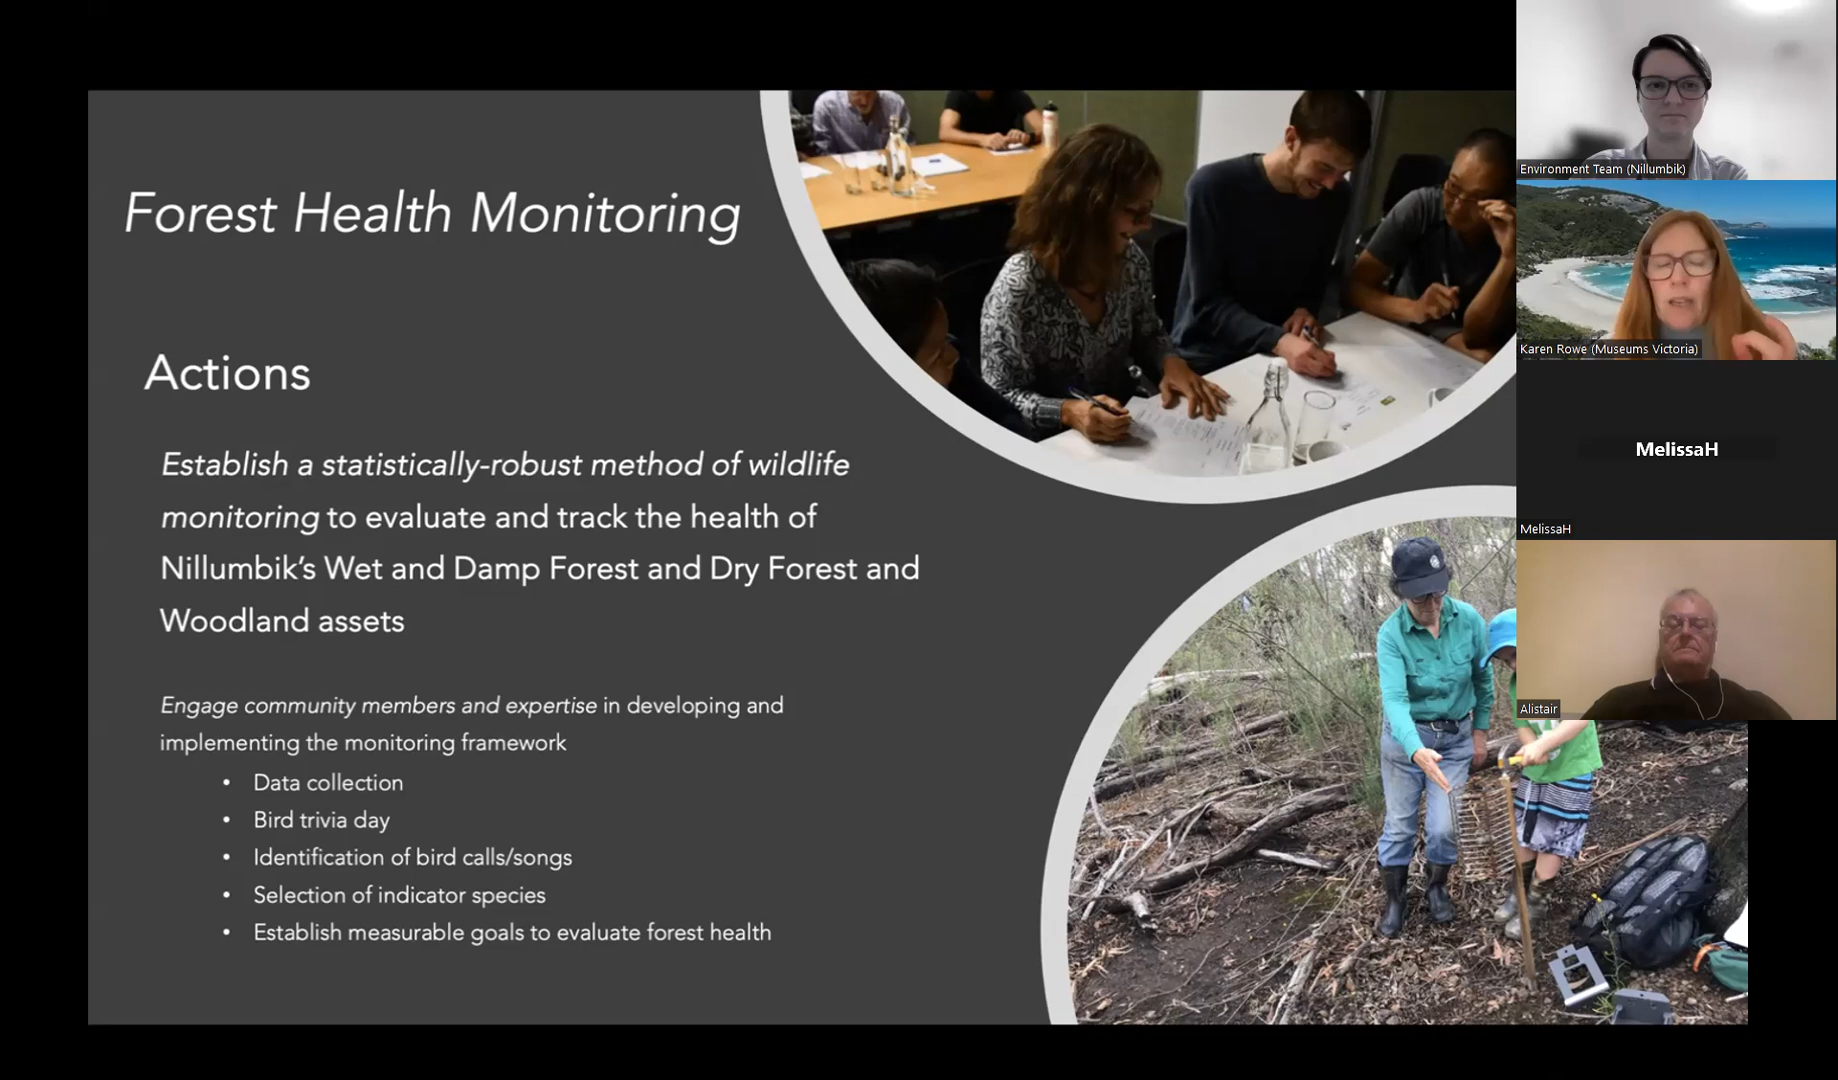 Forest Health Monitoring
Actions
Establish a statistically-robust method of wildlife
monitoring to evaluate and track the health of
Nillumbik’s Wet and Damp Forest and Dry Forest and
Woodland assets
Engage community members and expertise in developing and
implementing the monitoring framework
• Data collection
• Bird trivia day
• Identification of bird calls/songs
• Selection of indicator species
• Establish measurable goals to evaluate forest health
Environment Team (Nillumbik)
Karen Rowe (Museums Victoria)
MelissaH
MelissaH
Alistair